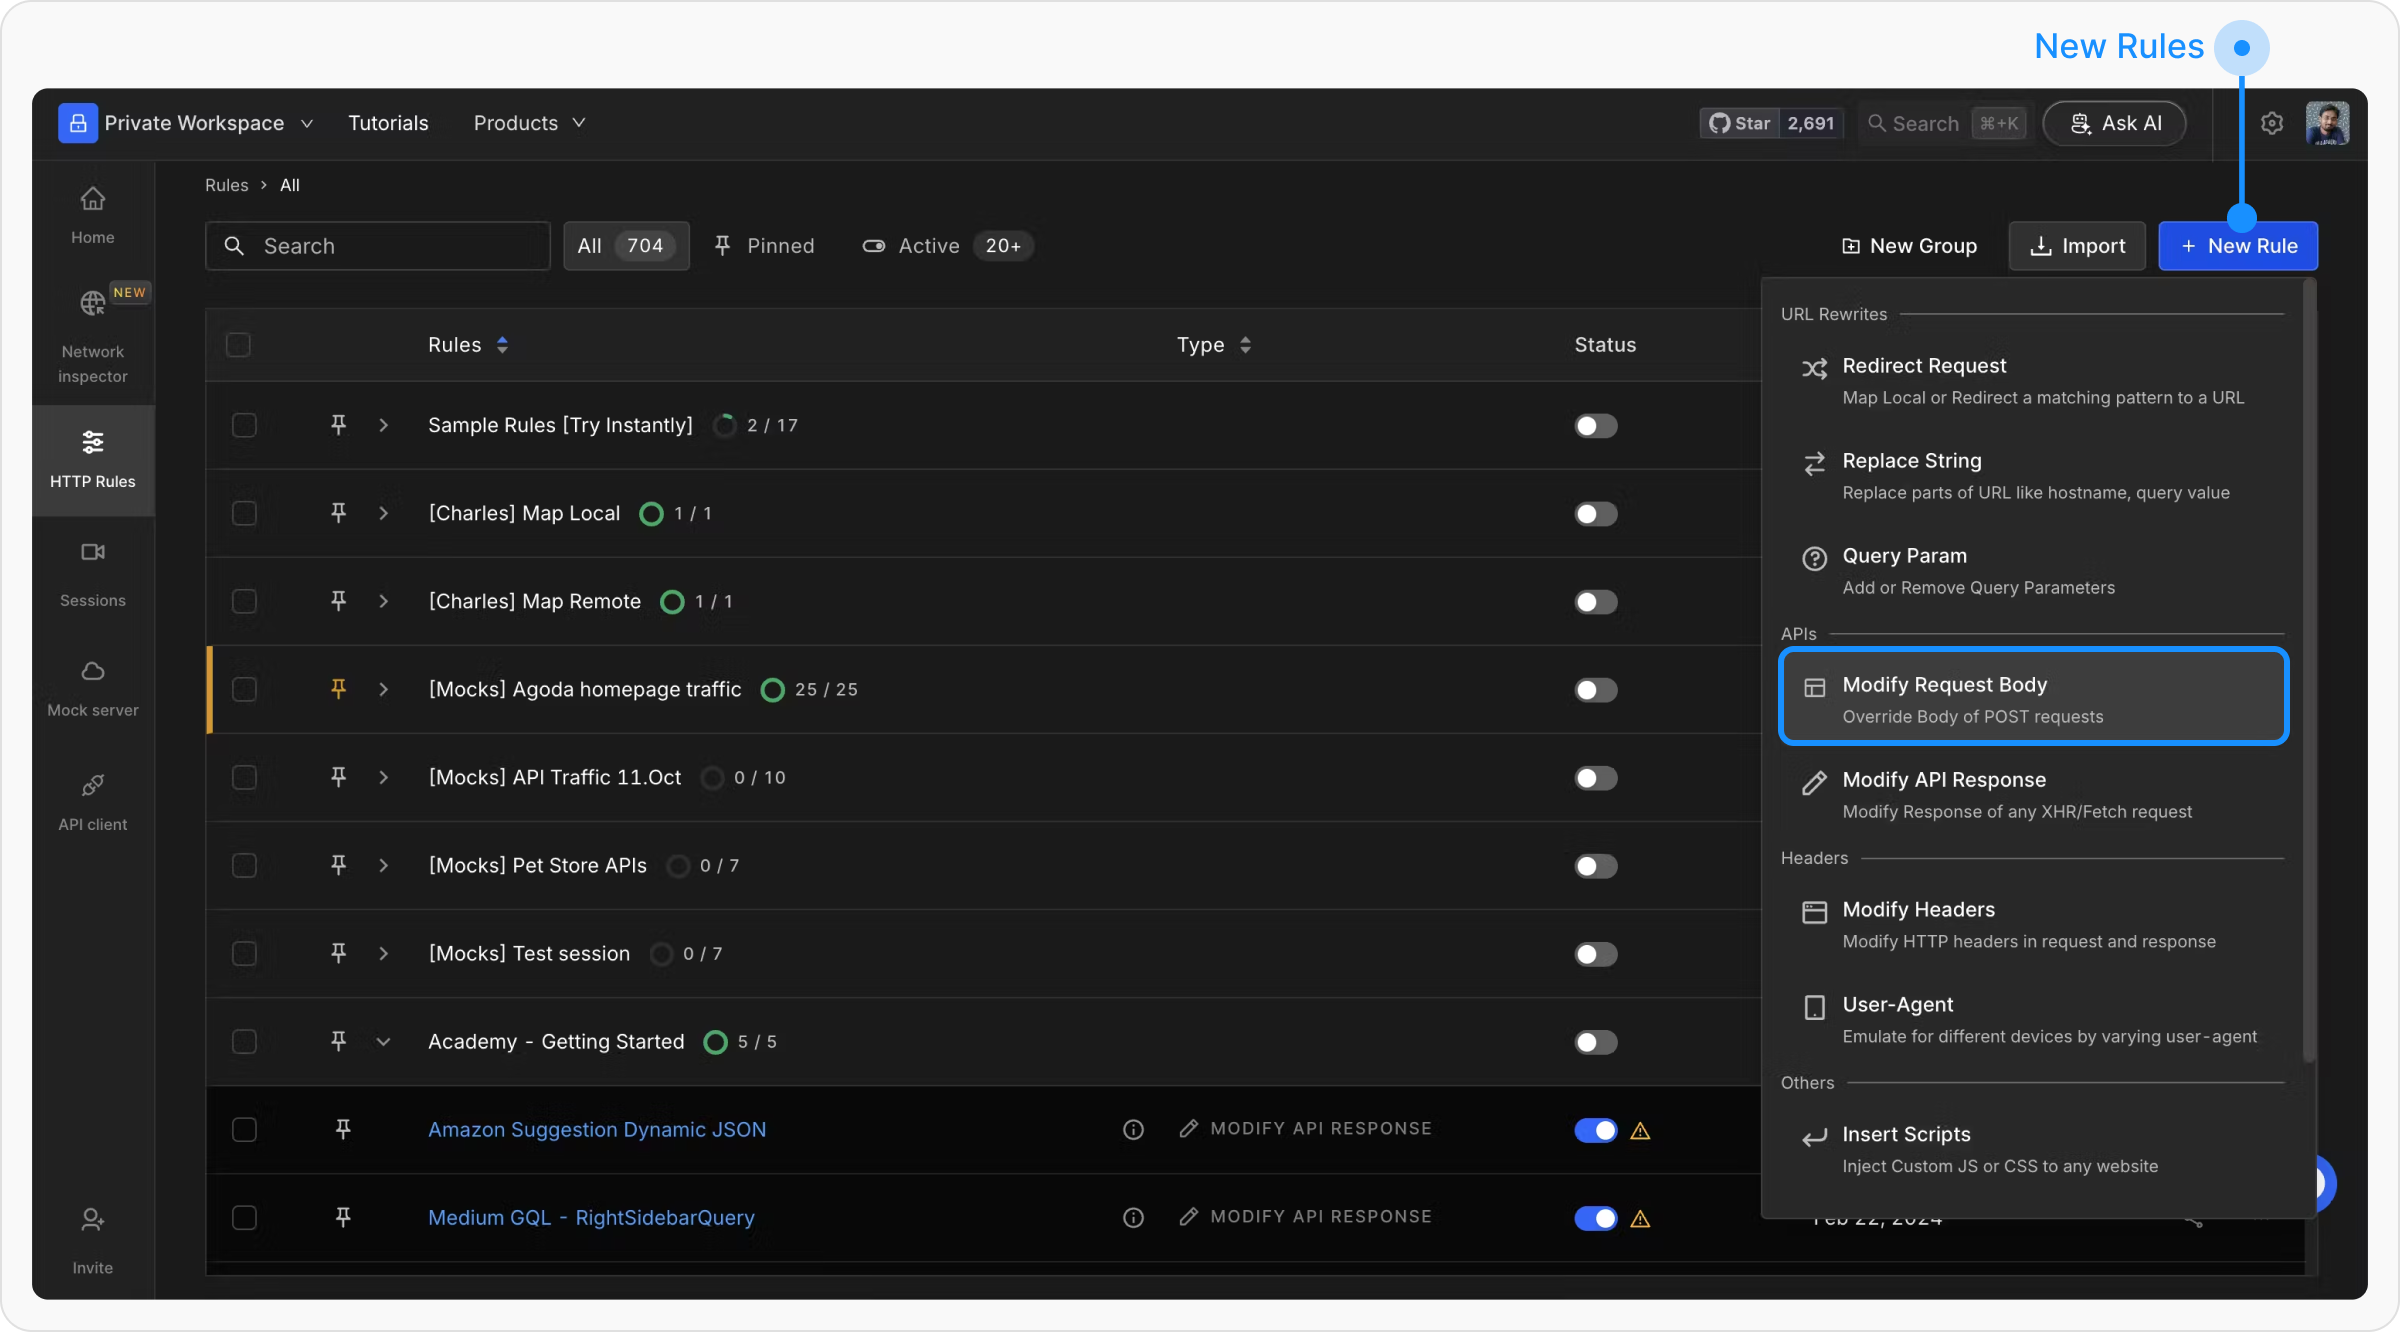 New Rules
Private Workspace
Tutorials
Products
Star 2,691
Search ⌘+K
Ask AI
Home
NEW
Network
inspector
HTTP Rules
Sessions
Mock server
API client
Invite
Rules > All
Search
All 704
Pinned
Active 20+
New Group
Import
+ New Rule
Rules
Type
Status
Sample Rules [Try Instantly] 2 / 17
[Charles] Map Local 1 / 1
[Charles] Map Remote 1 / 1
[Mocks] Agoda homepage traffic 25 / 25
[Mocks] API Traffic 11.Oct 0 / 10
[Mocks] Pet Store APIs 0 / 7
[Mocks] Test session 0 / 7
Academy - Getting Started 5 / 5
Amazon Suggestion Dynamic JSON MODIFY API RESPONSE
Medium GQL - RightSidebarQuery MODIFY API RESPONSE
Feb 22, 2024
URL Rewrites
Redirect Request
Map Local or Redirect a matching pattern to a URL
Replace String
Replace parts of URL like hostname, query value
Query Param
Add or Remove Query Parameters
APIs
Modify Request Body
Override Body of POST requests
Modify API Response
Modify Response of any XHR/Fetch request
Headers
Modify Headers
Modify HTTP headers in request and response
User-Agent
Emulate for different devices by varying user-agent
Others
Insert Scripts
Inject Custom JS or CSS to any website